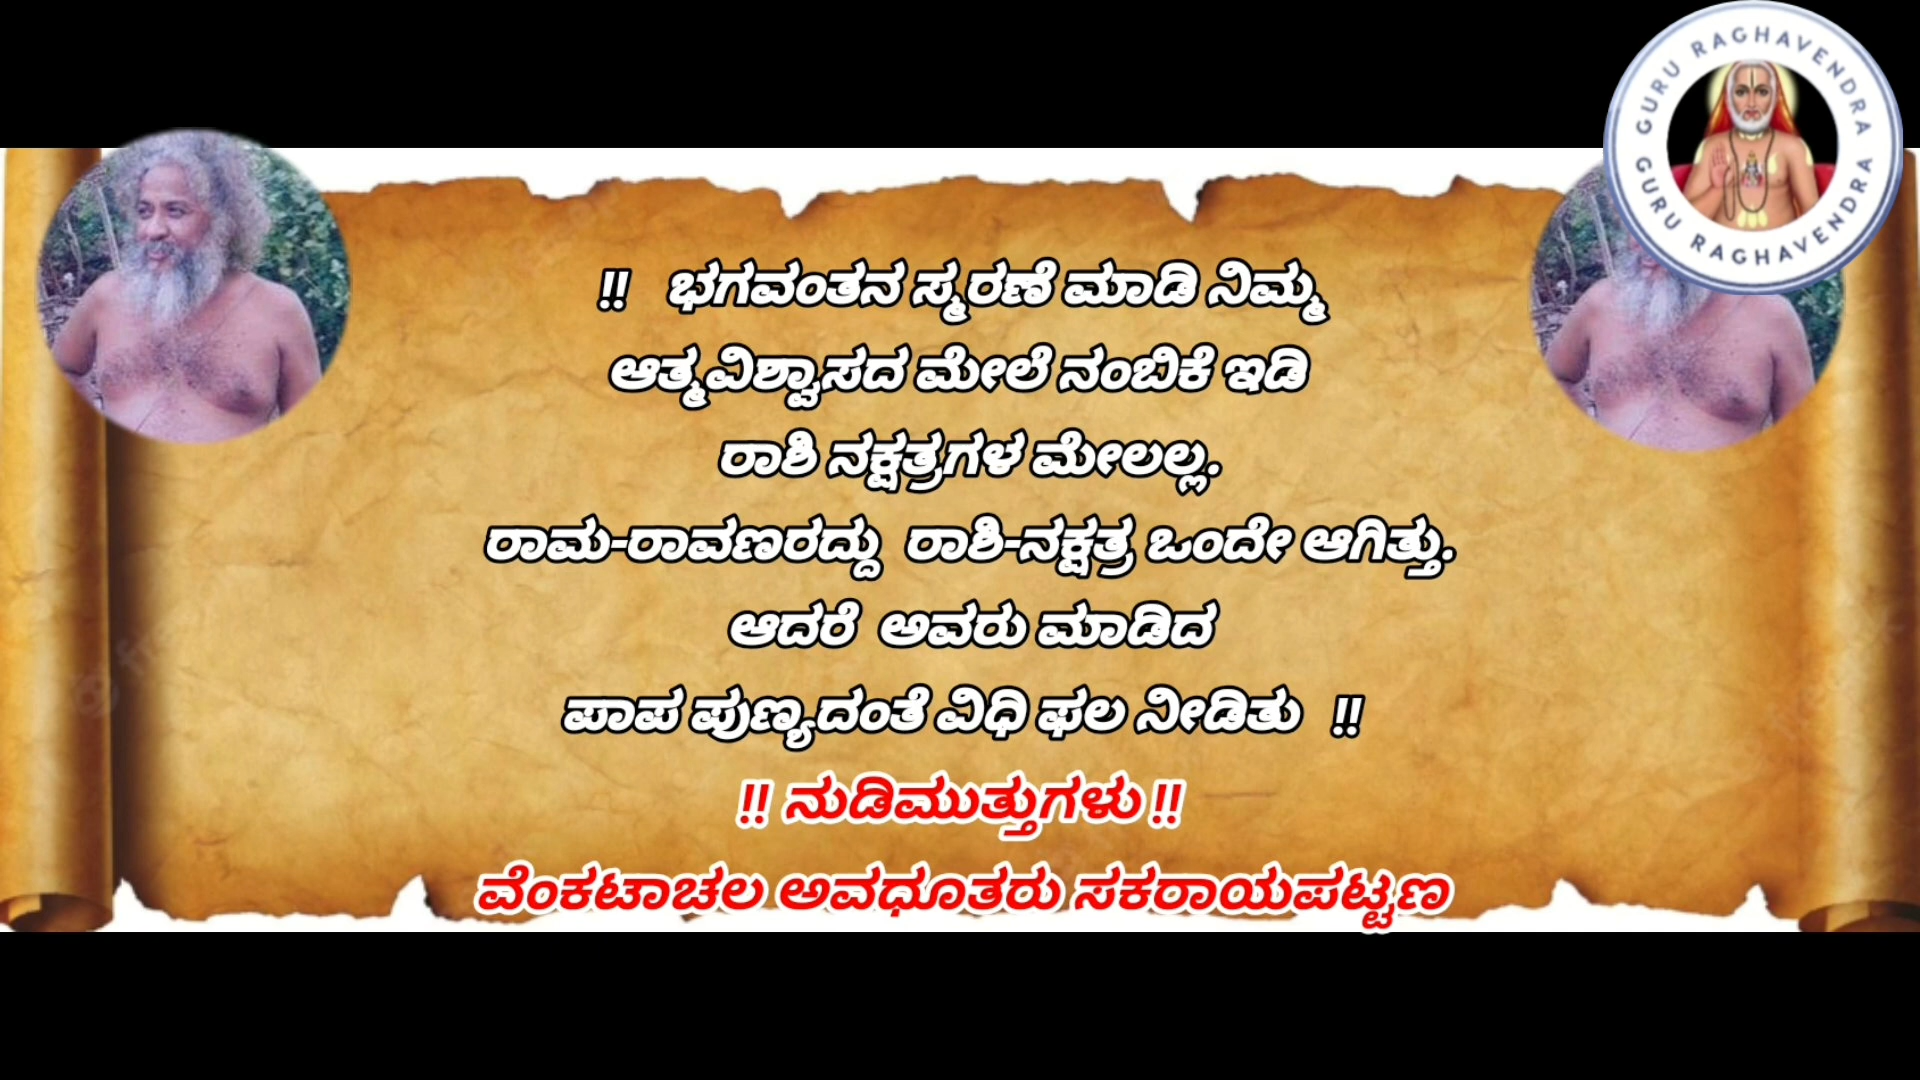 GURU RAGHAVENDRA
GURU RAGHAVENDRA
!! ಭಗವಂತನ ಸ್ಮರಣೆ ಮಾಡಿ ನಿಮ್ಮ
ಆತ್ಮವಿಶ್ವಾಸದ ಮೇಲೆ ನಂಬಿಕೆ ಇಡಿ
ರಾಶಿ ನಕ್ಷತ್ರಗಳ ಮೇಲಲ್ಲ.
ರಾಮ-ರಾವಣರದ್ದು ರಾಶಿ-ನಕ್ಷತ್ರ ಒಂದೇ ಆಗಿತ್ತು.
ಆದರೆ ಅವರು ಮಾಡಿದ
ಪಾಪ ಪುಣ್ಯದಂತೆ ವಿಧಿ ಫಲ ನೀಡಿತು !!
!! ನುಡಿಮುತ್ತುಗಳು !!
ವೆಂಕಟಾಚಲ ಅವಧೂತರು ಸಕರಾಯಪಟ್ಟಣ